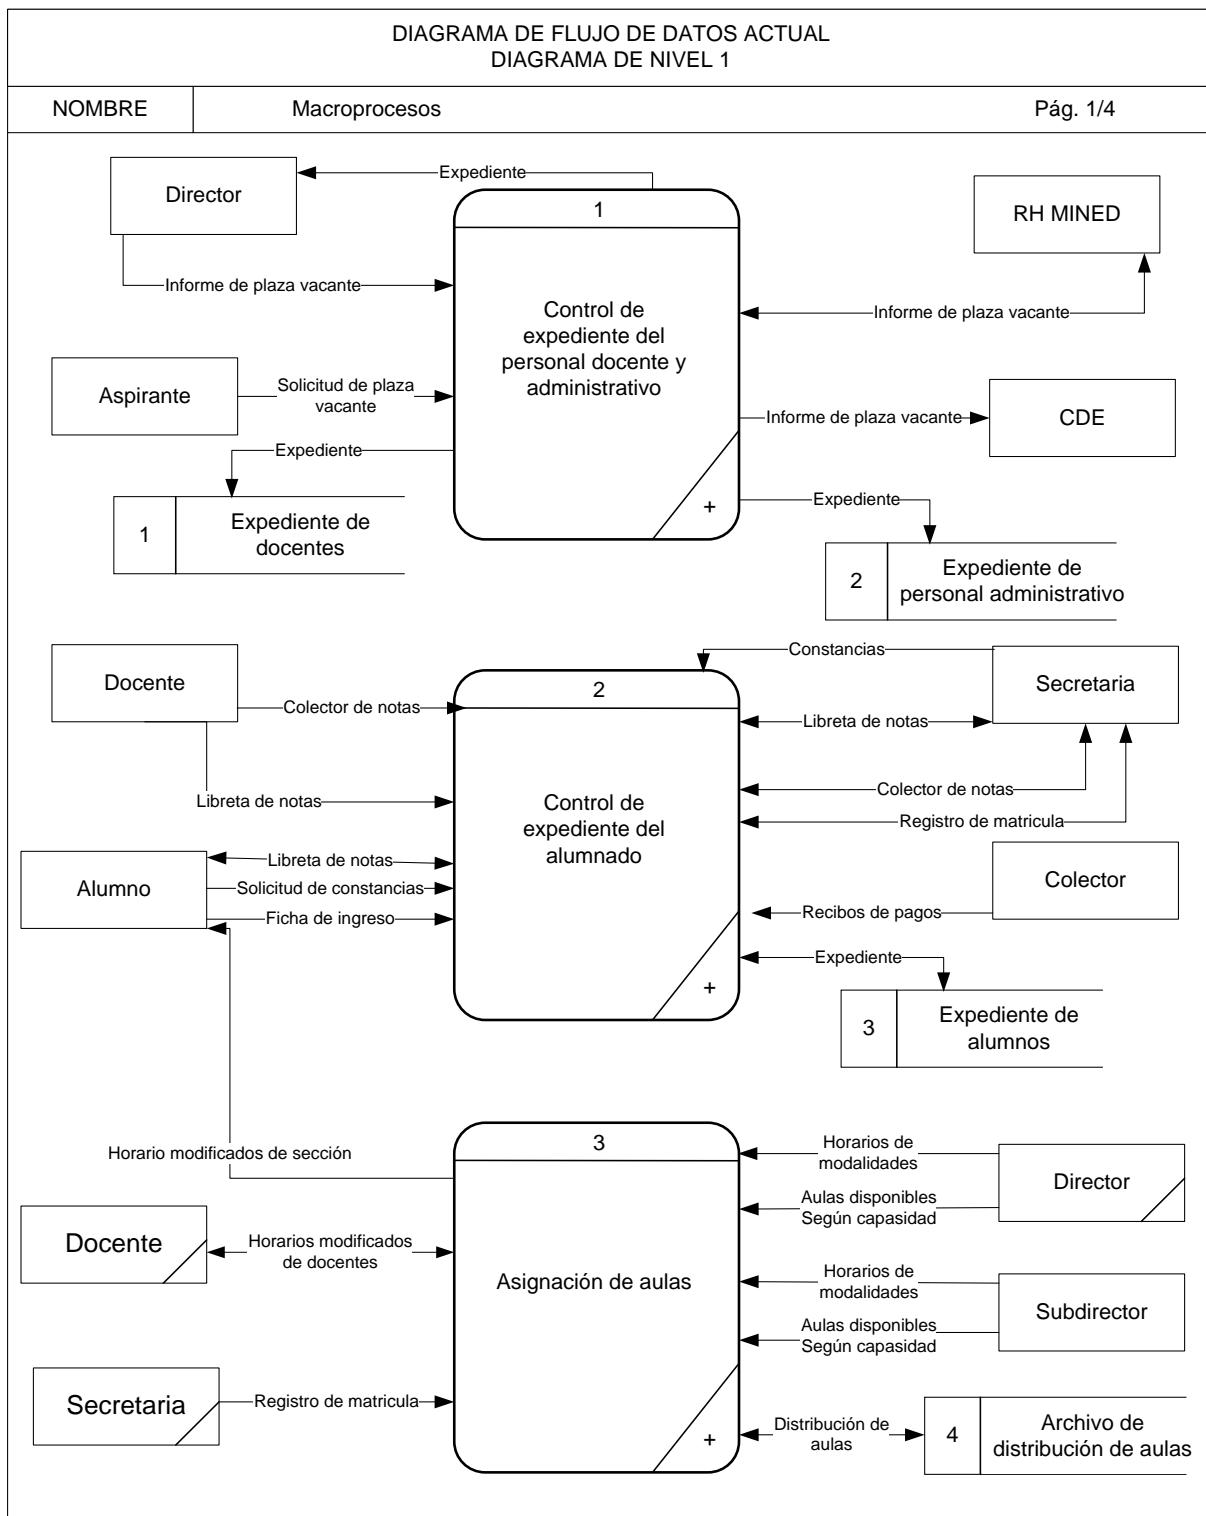 DIAGRAMA DE FLUJO DE DATOS ACTUAL
DIAGRAMA DE NIVEL 1
NOMBRE
Macroprocesos
Pág. 1/4
Director
Expediente
1
RH MINED
Informe de plaza vacante
Informe de plaza vacante
Control de
expediente del
personal docente y
administrativo
Aspirante
Solicitud de plaza
vacante
Informe de plaza vacante
CDE
Expediente
1
Expediente de
docentes
+
Expediente
2
Expediente de
personal administrativo
Docente
Constancias
Secretaria
2
Colector de notas
Libreta de notas
Libreta de notas
Control de
expediente del
alumnado
Colector de notas
Registro de matricula
Alumno
Libreta de notas
Solicitud de constancias
Ficha de ingreso
Colector
Recibos de pagos
Expediente
+
3
Expediente de
alumnos
Horario modificados de sección
3
Horarios de
modalidades
Director
Aulas disponibles
Según capasidad
Docente
Horarios modificados
de docentes
Asignación de aulas
Horarios de
modalidades
Subdirector
Aulas disponibles
Según capasidad
Secretaria
Registro de matricula
+
Distribución de
aulas
4
Archivo de
distribución de aulas